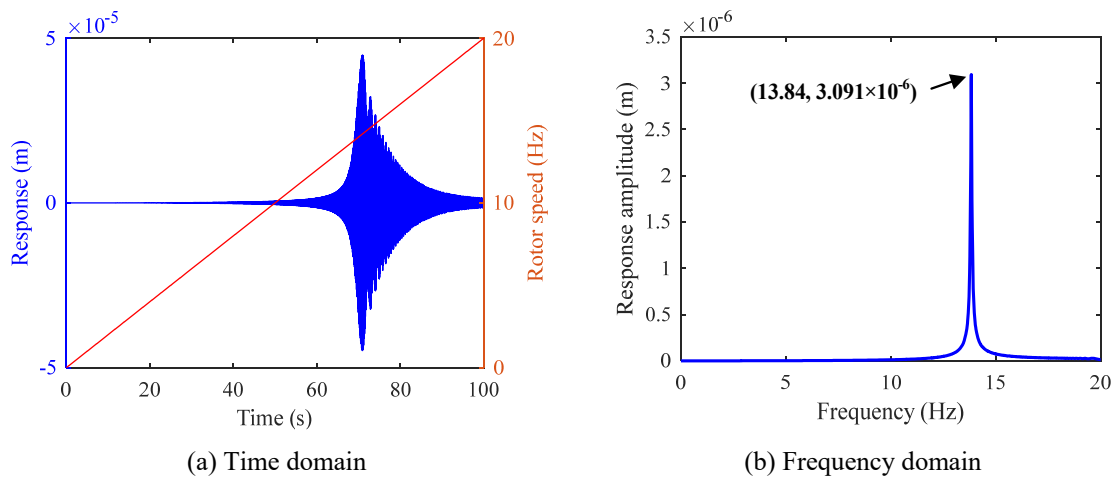 ×10⁻⁵
5
0
-5
Response (m)
20
10
0
Rotor speed (Hz)
0 20 40 60 80 100
Time (s)
(a) Time domain
×10⁻⁶
3.5
3
2.5
2
1.5
1
0.5
0
Response amplitude (m)
(13.84, 3.091×10⁻⁶)
0 5 10 15 20
Frequency (Hz)
(b) Frequency domain